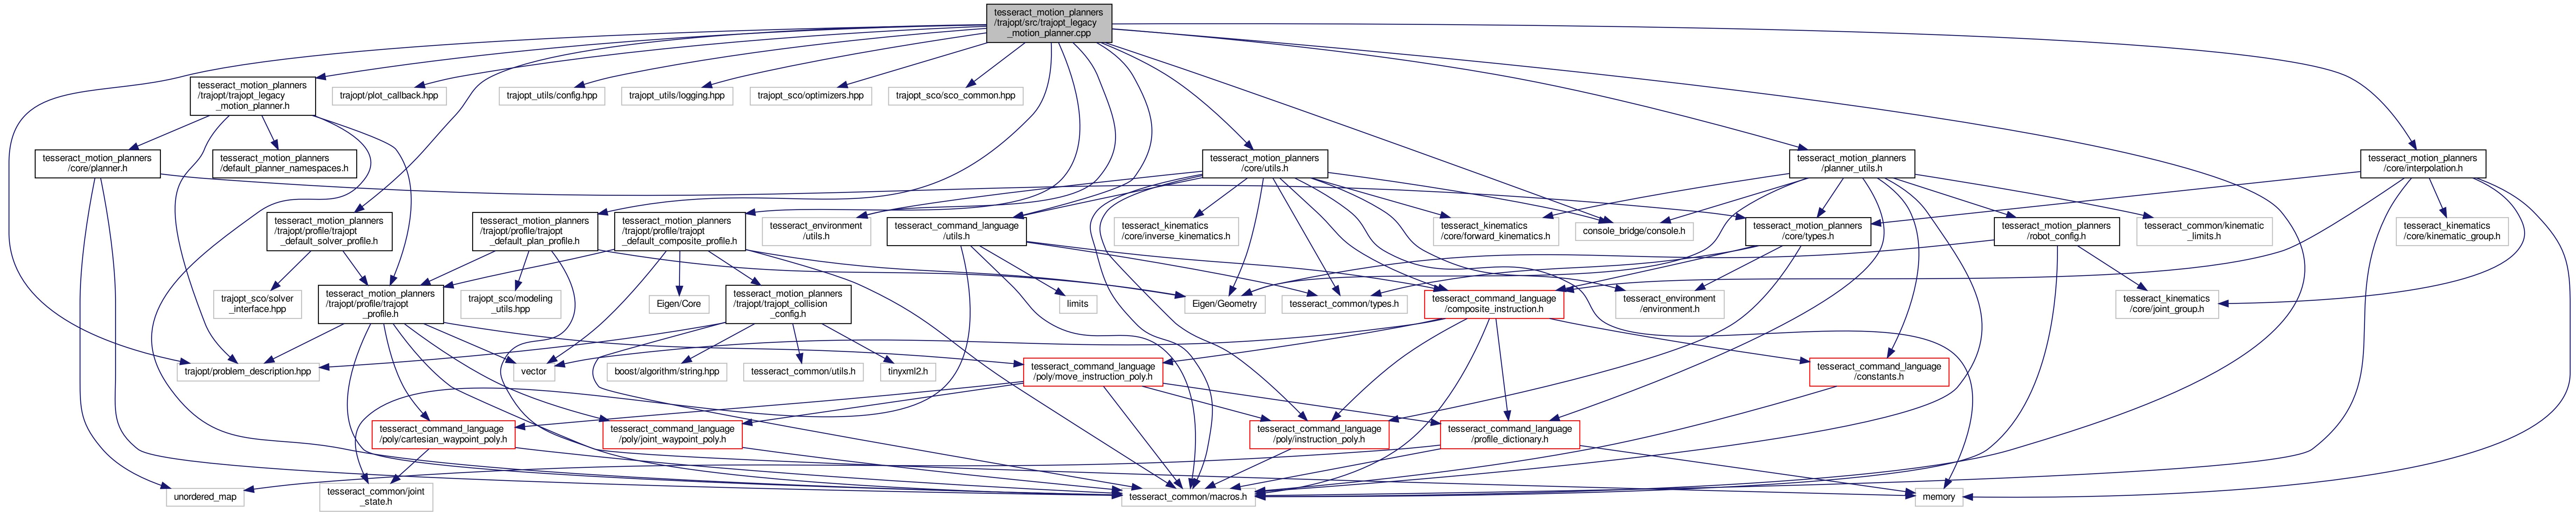 tesseract_motion_planners
/trajopt/src/trajopt_legacy
_motion_planner.cpp
tesseract_motion_planners
/trajopt/trajopt_legacy
_motion_planner.h
trajopt/plot_callback.hpp
trajopt_utils/config.hpp
trajopt_utils/logging.hpp
trajopt_sco/optimizers.hpp
trajopt_sco/sco_common.hpp
tesseract_motion_planners
/core/planner.h
tesseract_motion_planners
/default_planner_namespaces.h
tesseract_motion_planners
/core/utils.h
tesseract_motion_planners
/planner_utils.h
tesseract_motion_planners
/core/interpolation.h
tesseract_motion_planners
/trajopt/profile/trajopt
_default_solver_profile.h
tesseract_motion_planners
/trajopt/profile/trajopt
_default_plan_profile.h
tesseract_motion_planners
/trajopt/profile/trajopt
_default_composite_profile.h
tesseract_environment
/utils.h
tesseract_command_language
/utils.h
tesseract_kinematics
/core/inverse_kinematics.h
tesseract_kinematics
/core/forward_kinematics.h
console_bridge/console.h
tesseract_motion_planners
/core/types.h
tesseract_motion_planners
/robot_config.h
tesseract_common/kinematic
_limits.h
tesseract_kinematics
/core/kinematic_group.h
trajopt_sco/solver
_interface.hpp
tesseract_motion_planners
/trajopt/profile/trajopt
_profile.h
trajopt_sco/modeling
_utils.hpp
Eigen/Core
tesseract_motion_planners
/trajopt/trajopt_collision
_config.h
limits
Eigen/Geometry
tesseract_common/types.h
tesseract_command_language
/composite_instruction.h
tesseract_environment
/environment.h
tesseract_kinematics
/core/joint_group.h
trajopt/problem_description.hpp
vector
boost/algorithm/string.hpp
tesseract_common/utils.h
tinyxml2.h
tesseract_command_language
/poly/move_instruction_poly.h
tesseract_command_language
/constants.h
tesseract_command_language
/poly/cartesian_waypoint_poly.h
tesseract_command_language
/poly/joint_waypoint_poly.h
tesseract_command_language
/poly/instruction_poly.h
tesseract_command_language
/profile_dictionary.h
unordered_map
tesseract_common/joint
_state.h
tesseract_common/macros.h
memory